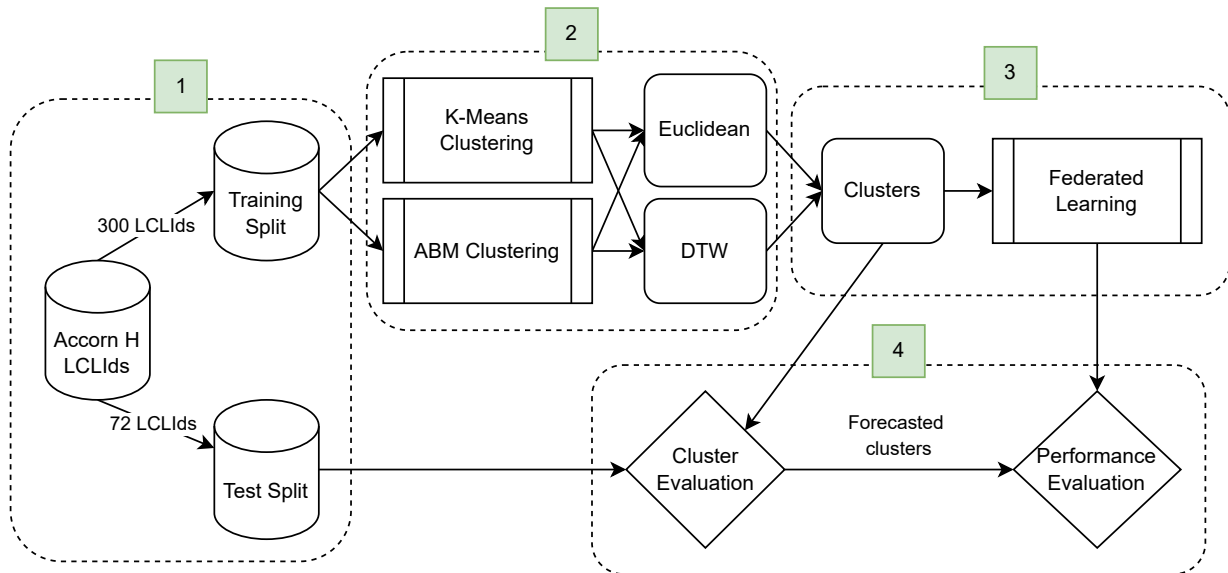 1
300 LCLIds
Training
Split
Accorn H
LCLIds
72 LCLIds
Test Split
2
K-Means
Clustering
ABM Clustering
Euclidean
DTW
3
Clusters
Federated
Learning
4
Cluster
Evaluation
Forecasted
clusters
Performance
Evaluation